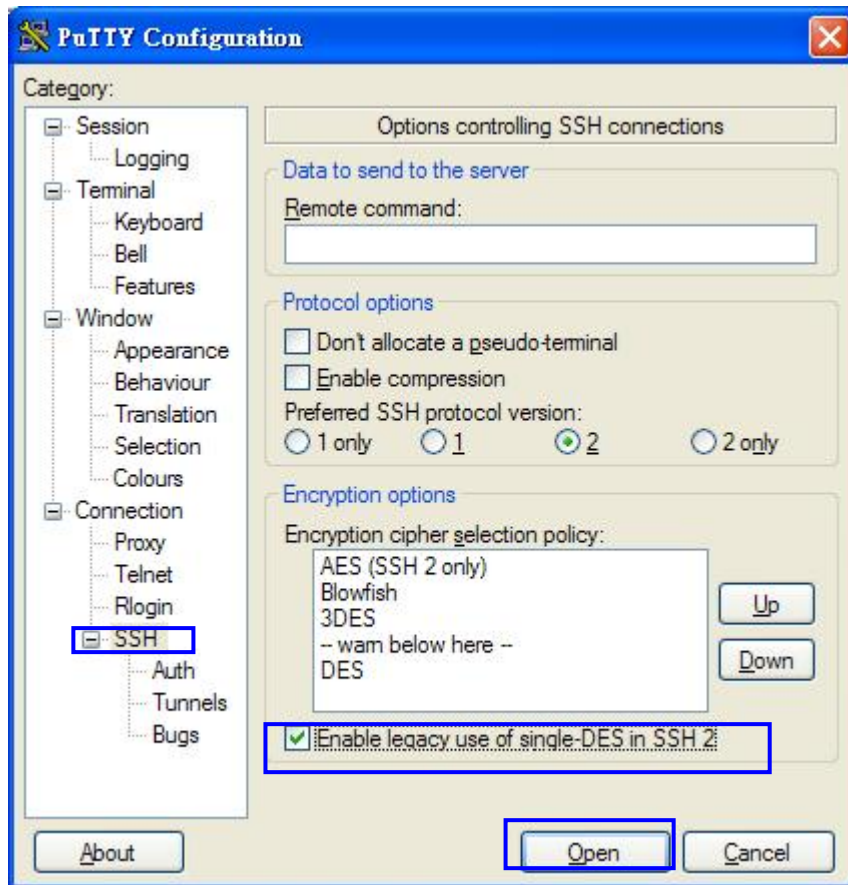 PuTTY Configuration
Category:
Session
Logging
Terminal
Keyboard
Bell
Features
Window
Appearance
Behaviour
Translation
Selection
Colours
Connection
Proxy
Telnet
Rlogin
SSH
Auth
Tunnels
Bugs
Options controlling SSH connections
Data to send to the server
Remote command:
Protocol options
Don't allocate a pseudo-terminal
Enable compression
Preferred SSH protocol version:
1 only 1 2 2 only
Encryption options
Encryption cipher selection policy:
AES (SSH 2 only)
Blowfish
3DES
-- warn below here --
DES
Up
Down
Enable legacy use of single-DES in SSH 2
About
Open
Cancel